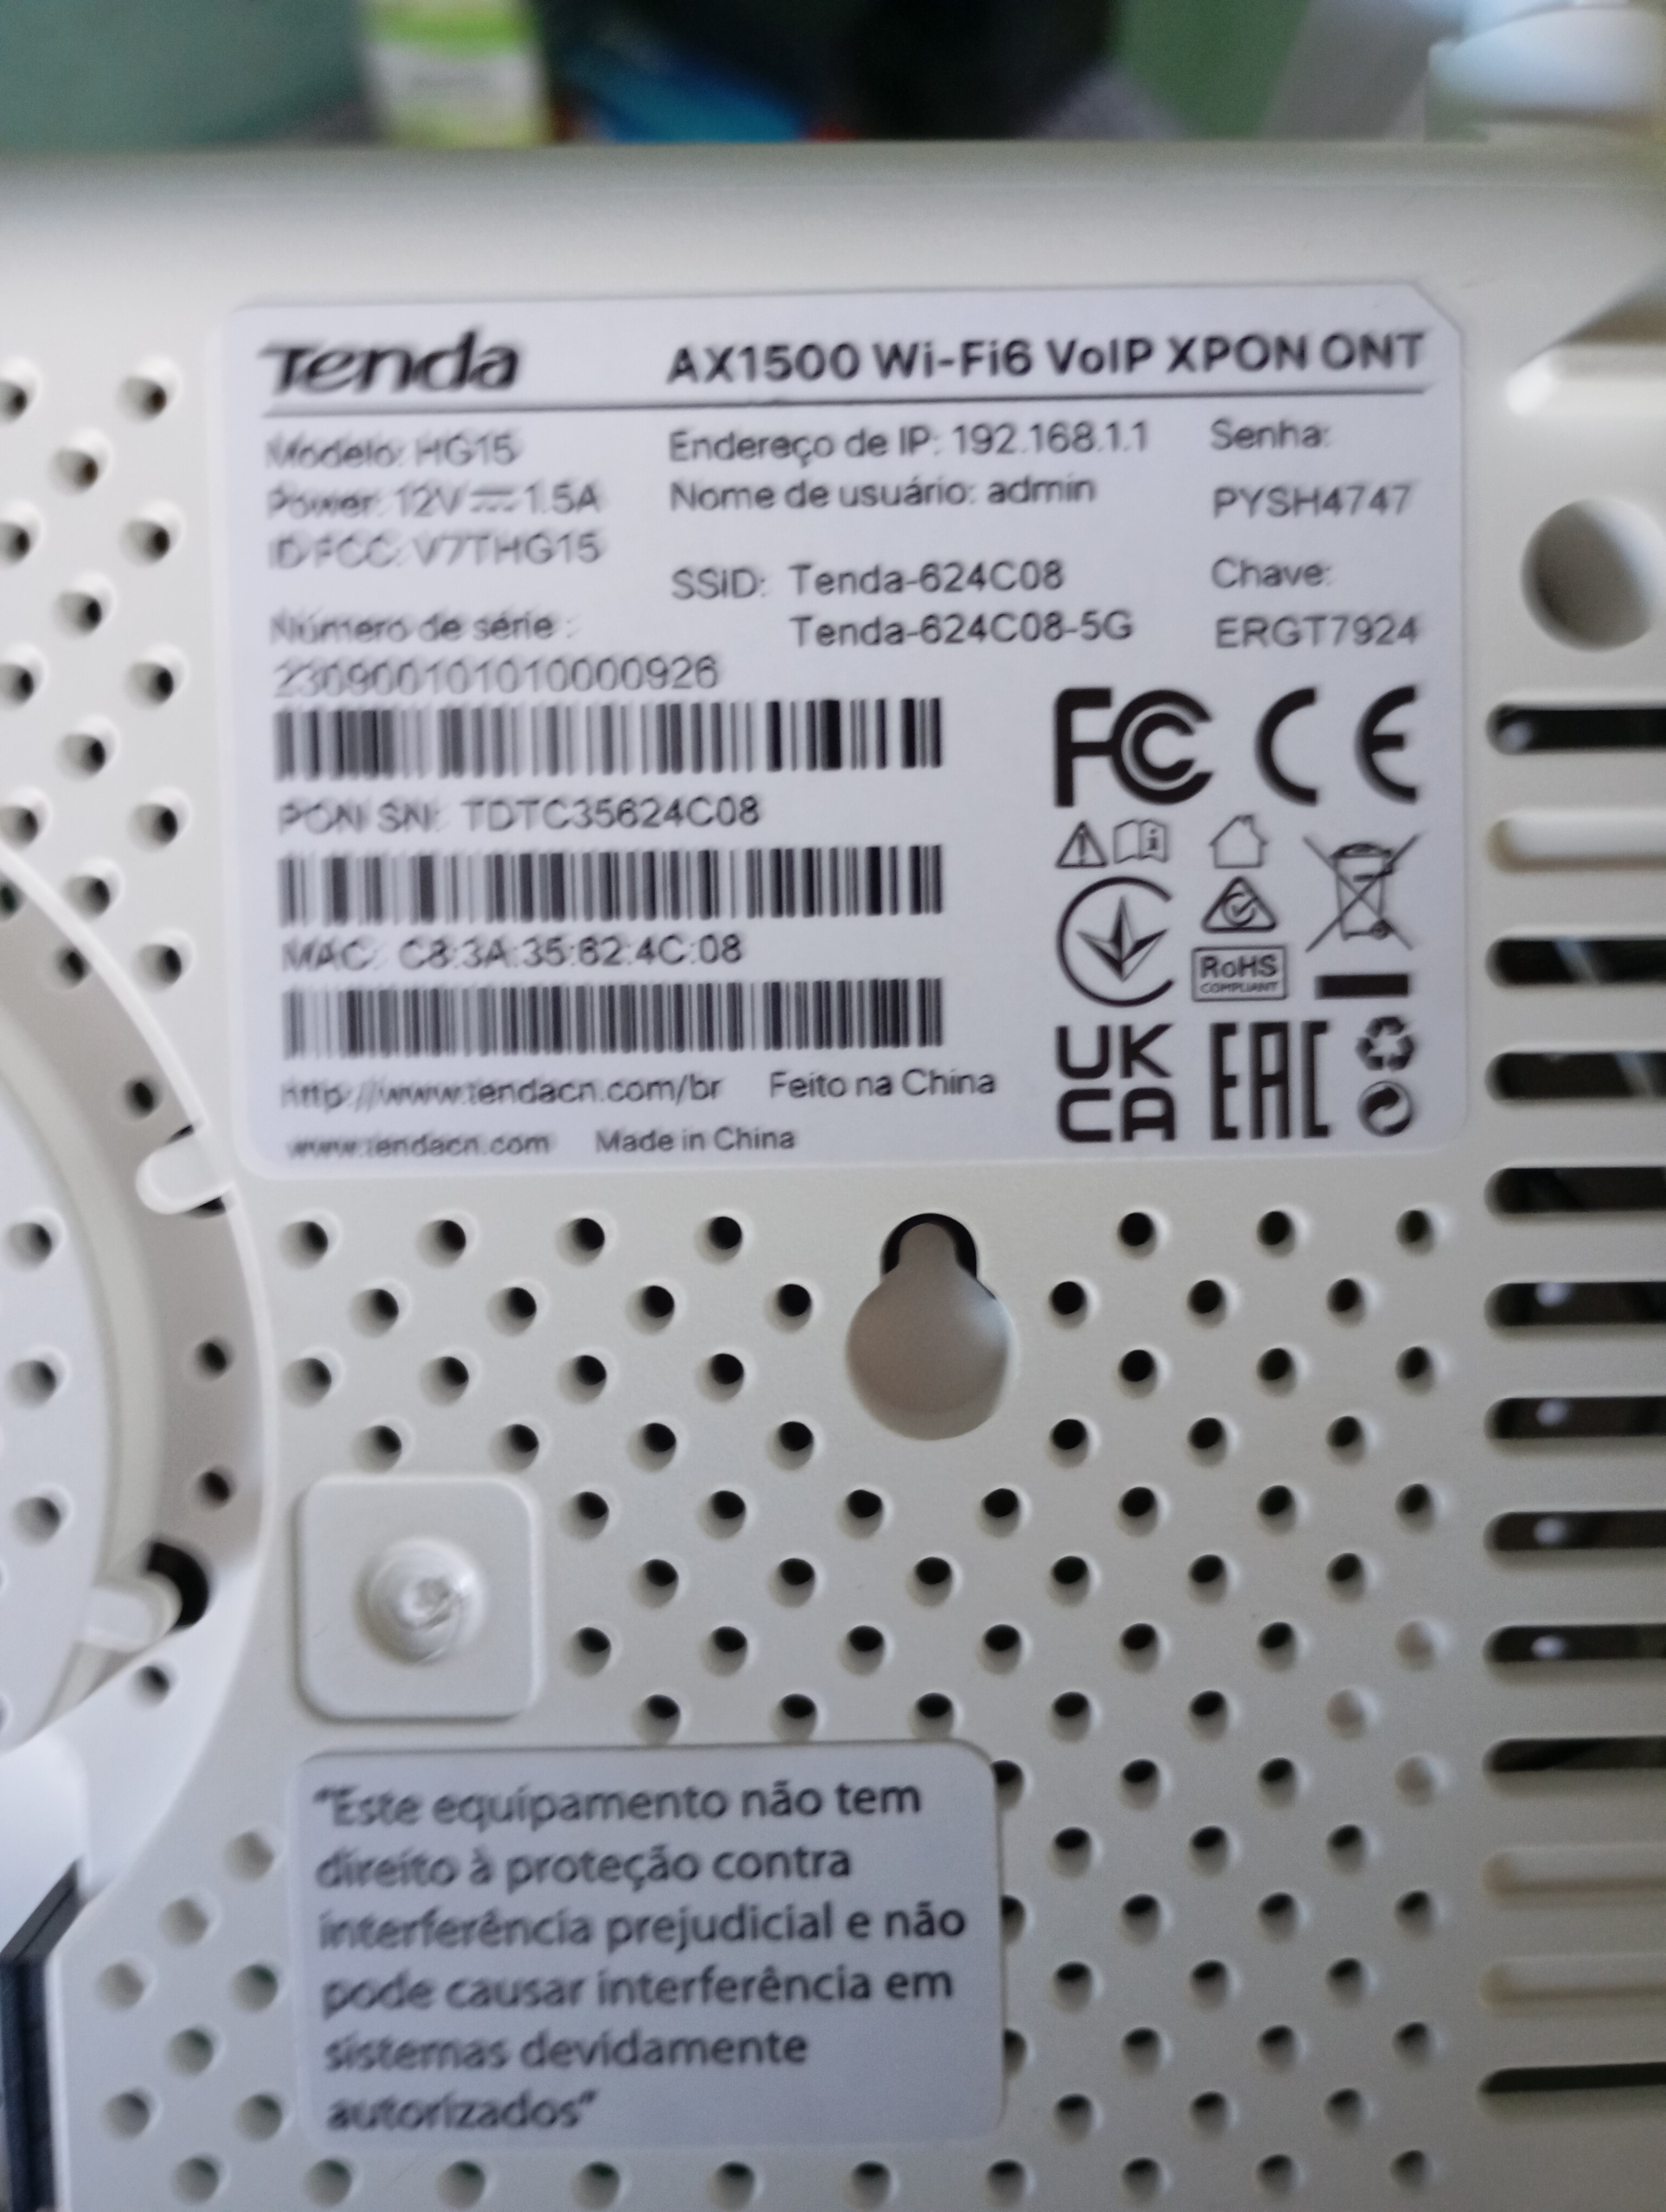 Tenda AX1500 Wi-Fi6 VoIP XPON ONT
Modelo: HG15
Power: 12V 1.5A
ID FCC: V7THG15
Endereço de IP: 192.168.1.1
Nome de usuário: admin
Senha:
PYSH4747
SSID: Tenda-624C08
Tenda-624C08-5G
Chave:
ERGT7924
Número de série :
230900101010000926
PON SN: TDTC35624C08
MAC: C8:3A:35:62:4C:08
http://www.tendacn.com/br Feito na China
www.tendacn.com Made in China
FC CE
RoHS
COMPLIANT
UK
CA
EAC
"Este equipamento não tem
direito à proteção contra
interferência prejudicial e não
pode causar interferência em
sistemas devidamente
autorizados"